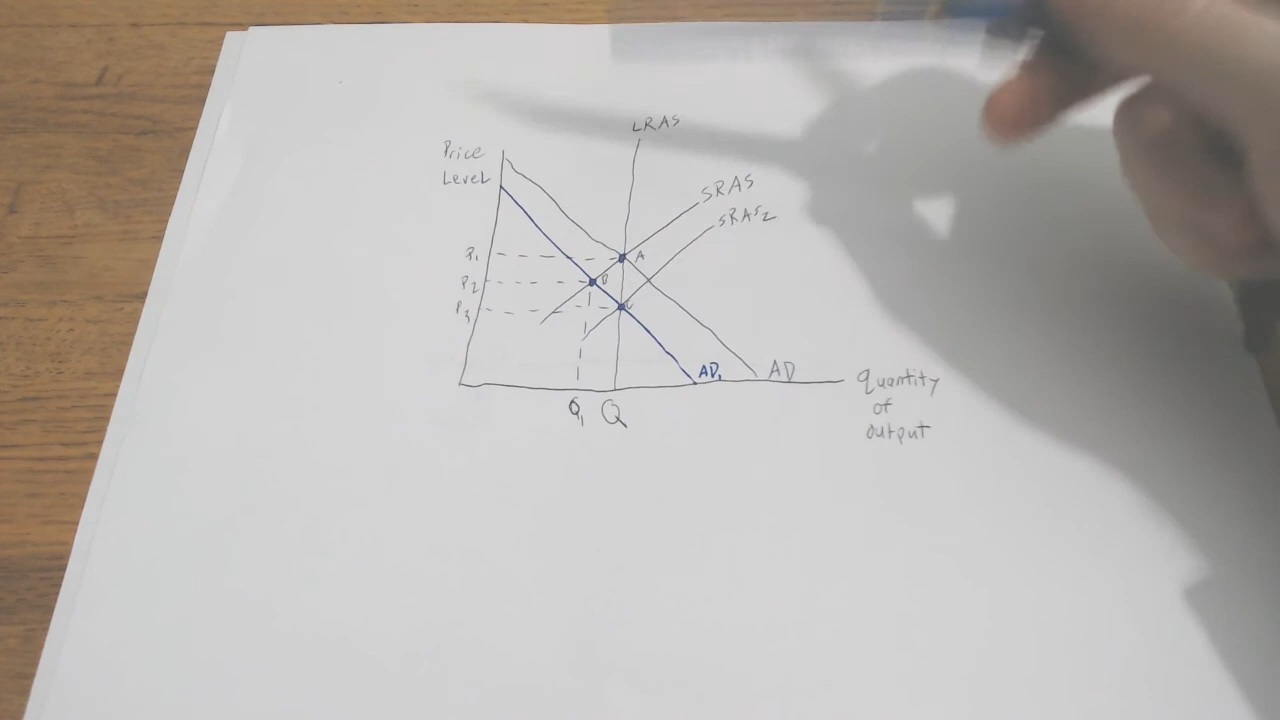 LRAS
Price
Level
SRAS
SRAS2
P1
A
P2
B
P3
C
AD1
AD
Quantity
of
output
Q1
Q